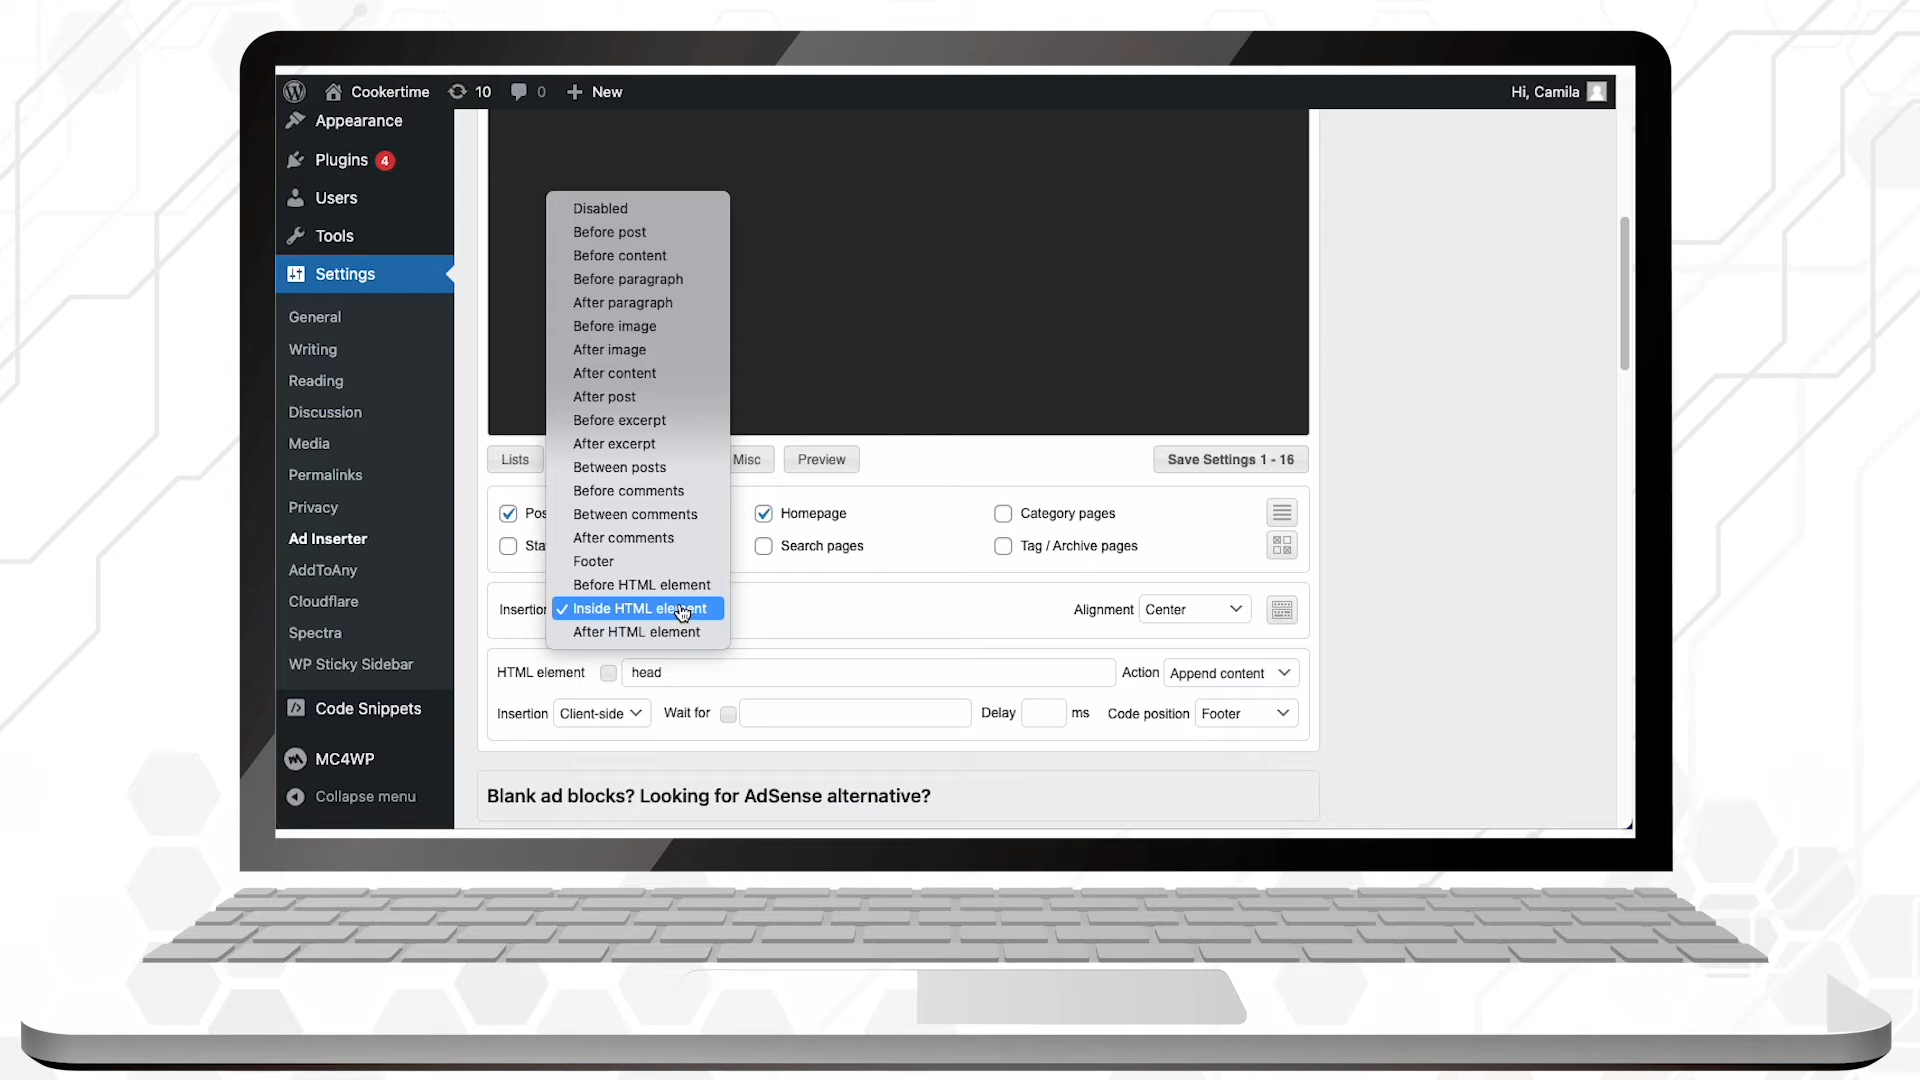 Cookertime 10 0 New Hi, Camila
Appearance
Plugins 4
Users
Tools
Settings
General
Writing
Reading
Discussion
Media
Permalinks
Privacy
Ad Inserter
AddToAny
Cloudflare
Spectra
WP Sticky Sidebar
Code Snippets
MC4WP
Collapse menu
Disabled
Before post
Before content
Before paragraph
After paragraph
Before image
After image
After content
After post
Before excerpt
After excerpt
Between posts
Before comments
Between comments
After comments
Footer
Before HTML element
Inside HTML element
After HTML element
Lists Misc Preview Save Settings 1 - 16
Pos Homepage Category pages
Sta Search pages Tag / Archive pages
Insertion Alignment Center
HTML element head Action Append content
Insertion Client-side Wait for Delay ms Code position Footer
Blank ad blocks? Looking for AdSense alternative?